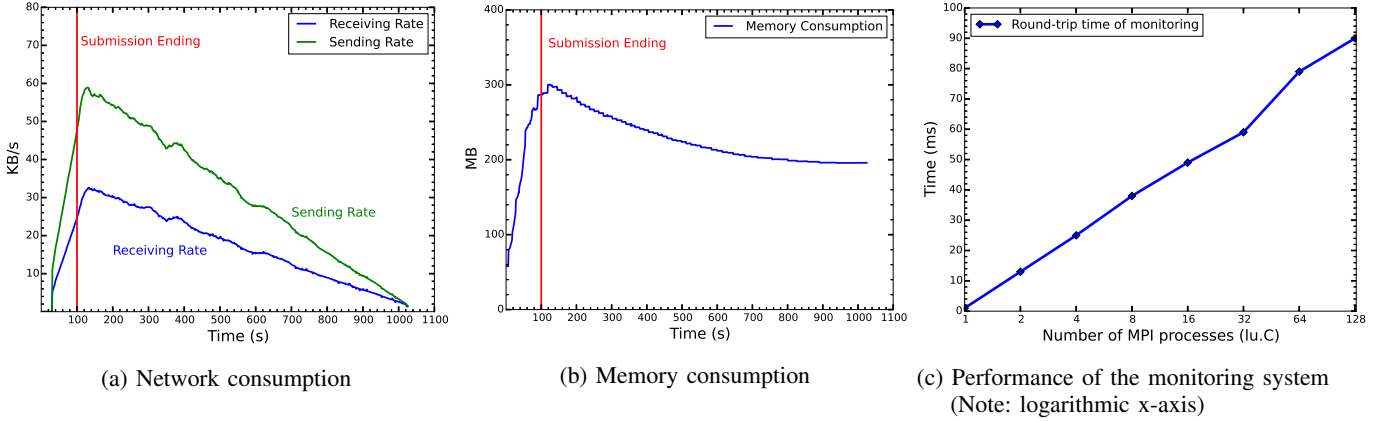 80
70
60
50
40
30
20
10
KB/s
Submission Ending
Receiving Rate
Sending Rate
Sending Rate
Receiving Rate
100 200 300 400 500 600 700 800 900 1000 1100
Time (s)
(a) Network consumption
400
300
200
100
0
MB
Submission Ending
Memory Consumption
100 200 300 400 500 600 700 800 900 1000 1100
Time (s)
(b) Memory consumption
100
90
80
70
60
50
40
30
20
10
0
Time (ms)
Round-trip time of monitoring
1 2 4 8 16 32 64 128
Number of MPI processes (lu.C)
(c) Performance of the monitoring system
(Note: logarithmic x-axis)